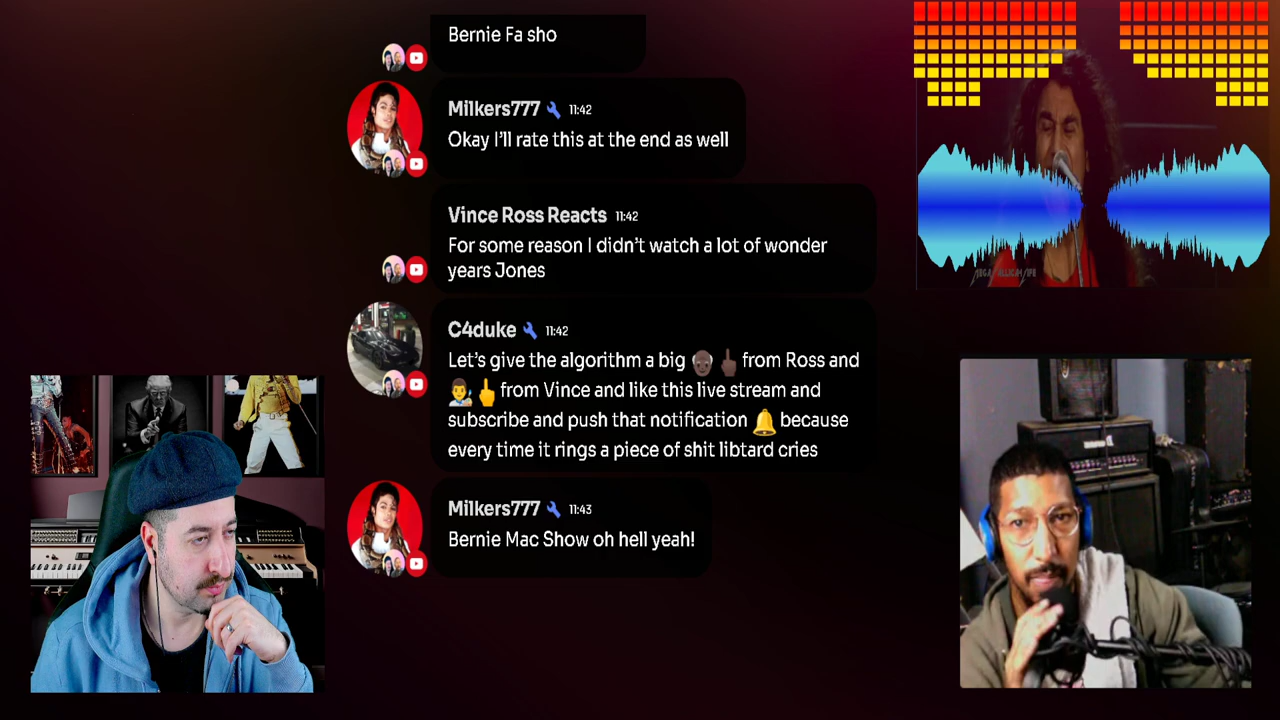 Bernie Fa sho
Milkers777 11:42
Okay I'll rate this at the end as well
Vince Ross Reacts 11:42
For some reason I didn't watch a lot of wonder
years Jones
C4duke 11:42
Let's give the algorithm a big 👴🏿 🖕🏿 from Ross and
👨‍🎨 🖕 from Vince and like this live stream and
subscribe and push that notification 🔔 because
every time it rings a piece of shit libtard cries
Milkers777 11:43
Bernie Mac Show oh hell yeah!